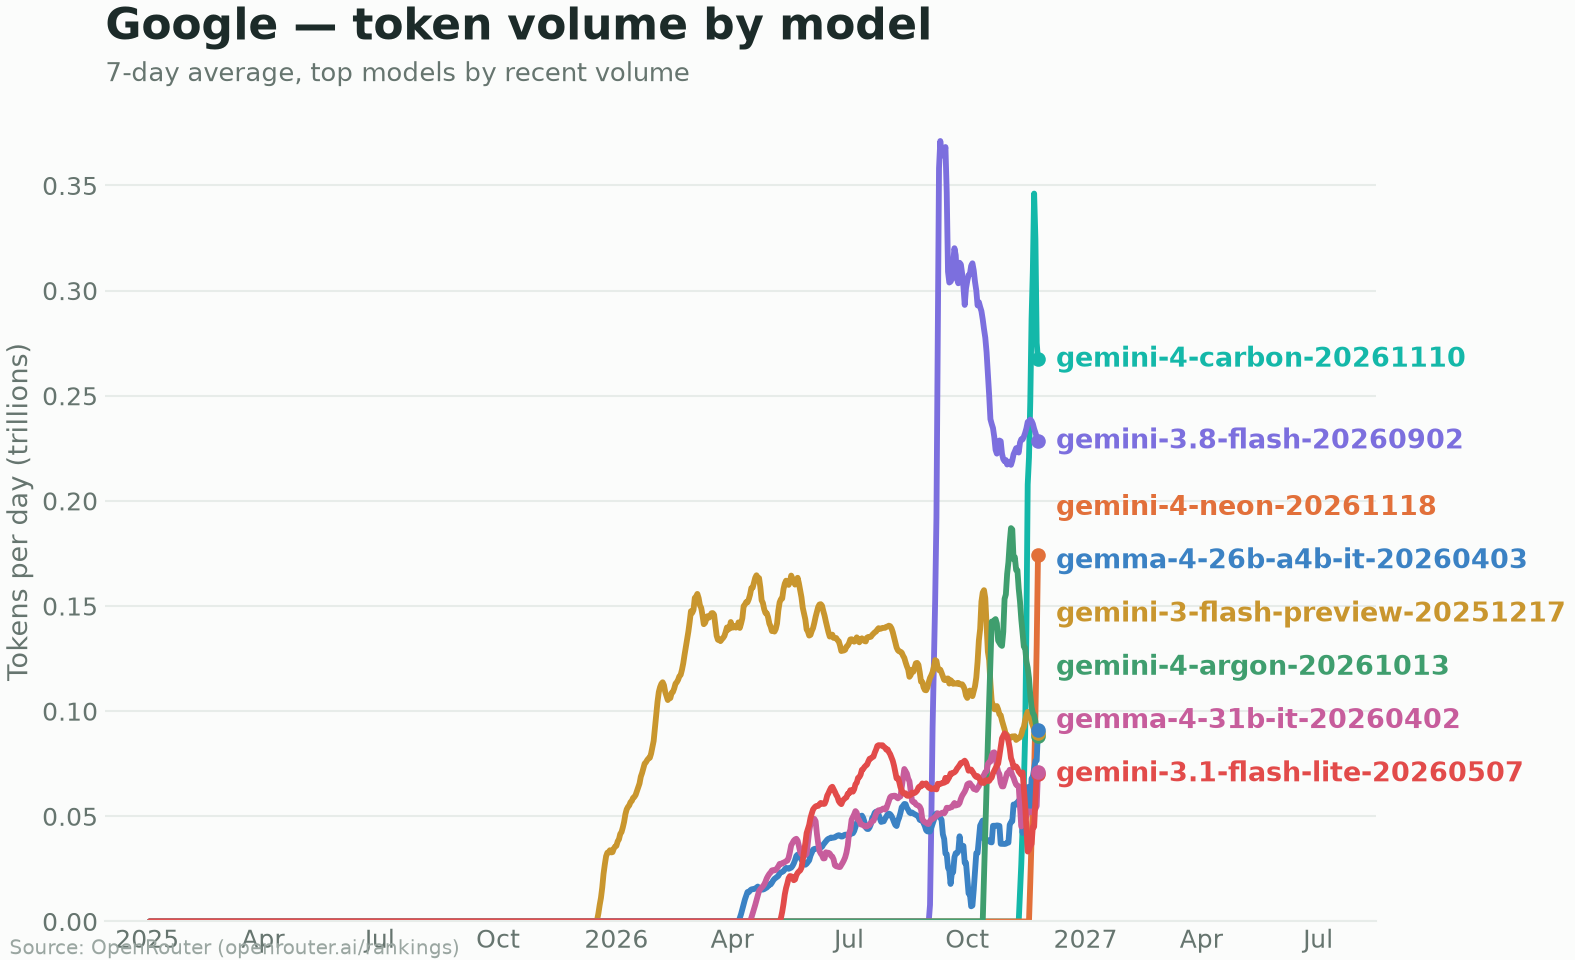 Google — token volume by model
7-day average, top models by recent volume
Tokens per day (trillions)
0.35
0.30
0.25
0.20
0.15
0.10
0.05
0.00
gemini-4-carbon-20261110
gemini-3.8-flash-20260902
gemini-4-neon-20261118
gemma-4-26b-a4b-it-20260403
gemini-3-flash-preview-20251217
gemini-4-argon-20261013
gemma-4-31b-it-20260402
gemini-3.1-flash-lite-20260507
2025 Apr Jul Oct 2026 Apr Jul Oct 2027 Apr Jul
Source: OpenRouter (openrouter.ai/rankings)